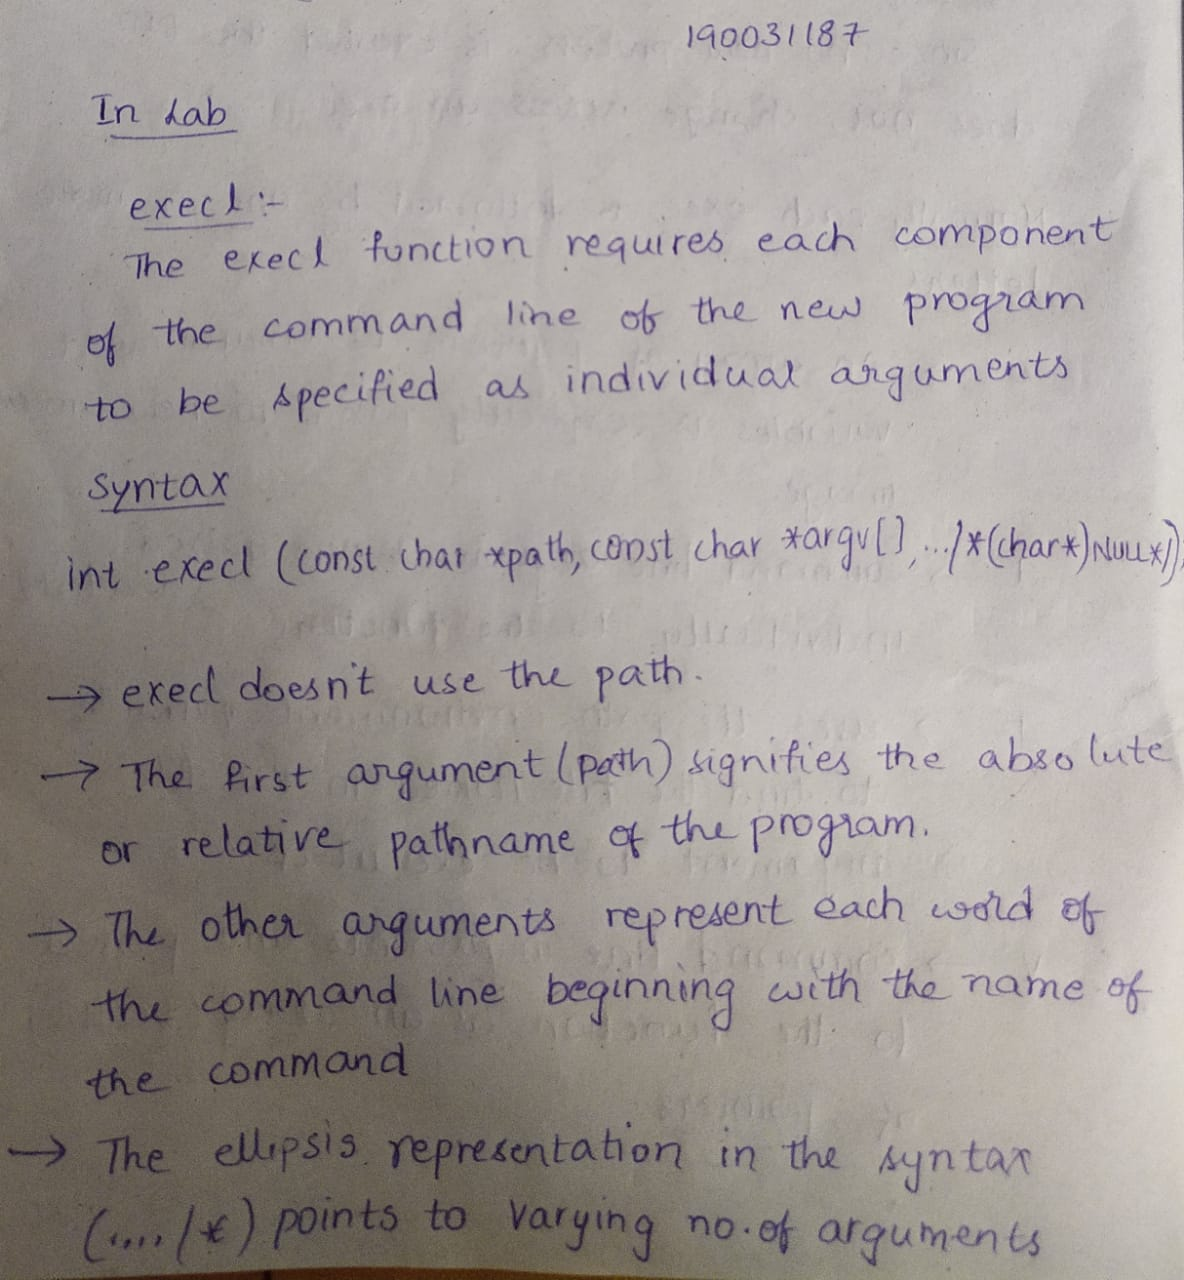 190031187
In Lab
execl :-
The execl function requires each component
of the command line of the new program
to be specified as individual arguments
Syntax
int execl (const char *path, const char *argv[], .../*(char*)NULL*/);
→ execl doesn't use the path.
→ The first argument (path) signifies the absolute
or relative pathname of the program.
→ The other arguments represent each word of
the command line beginning with the name of
the command
→ The ellipsis representation in the syntax
(..../*) points to varying no. of arguments